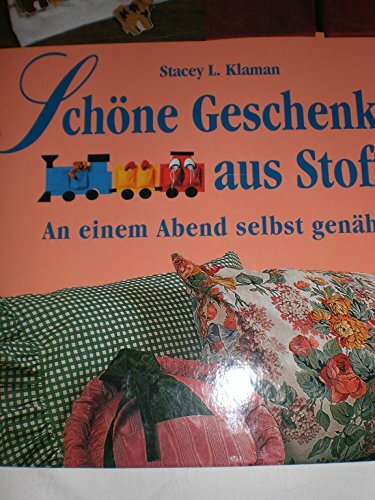 Stacey L. Klaman
Schöne Geschenk
aus Stof
An einem Abend selbst genäh